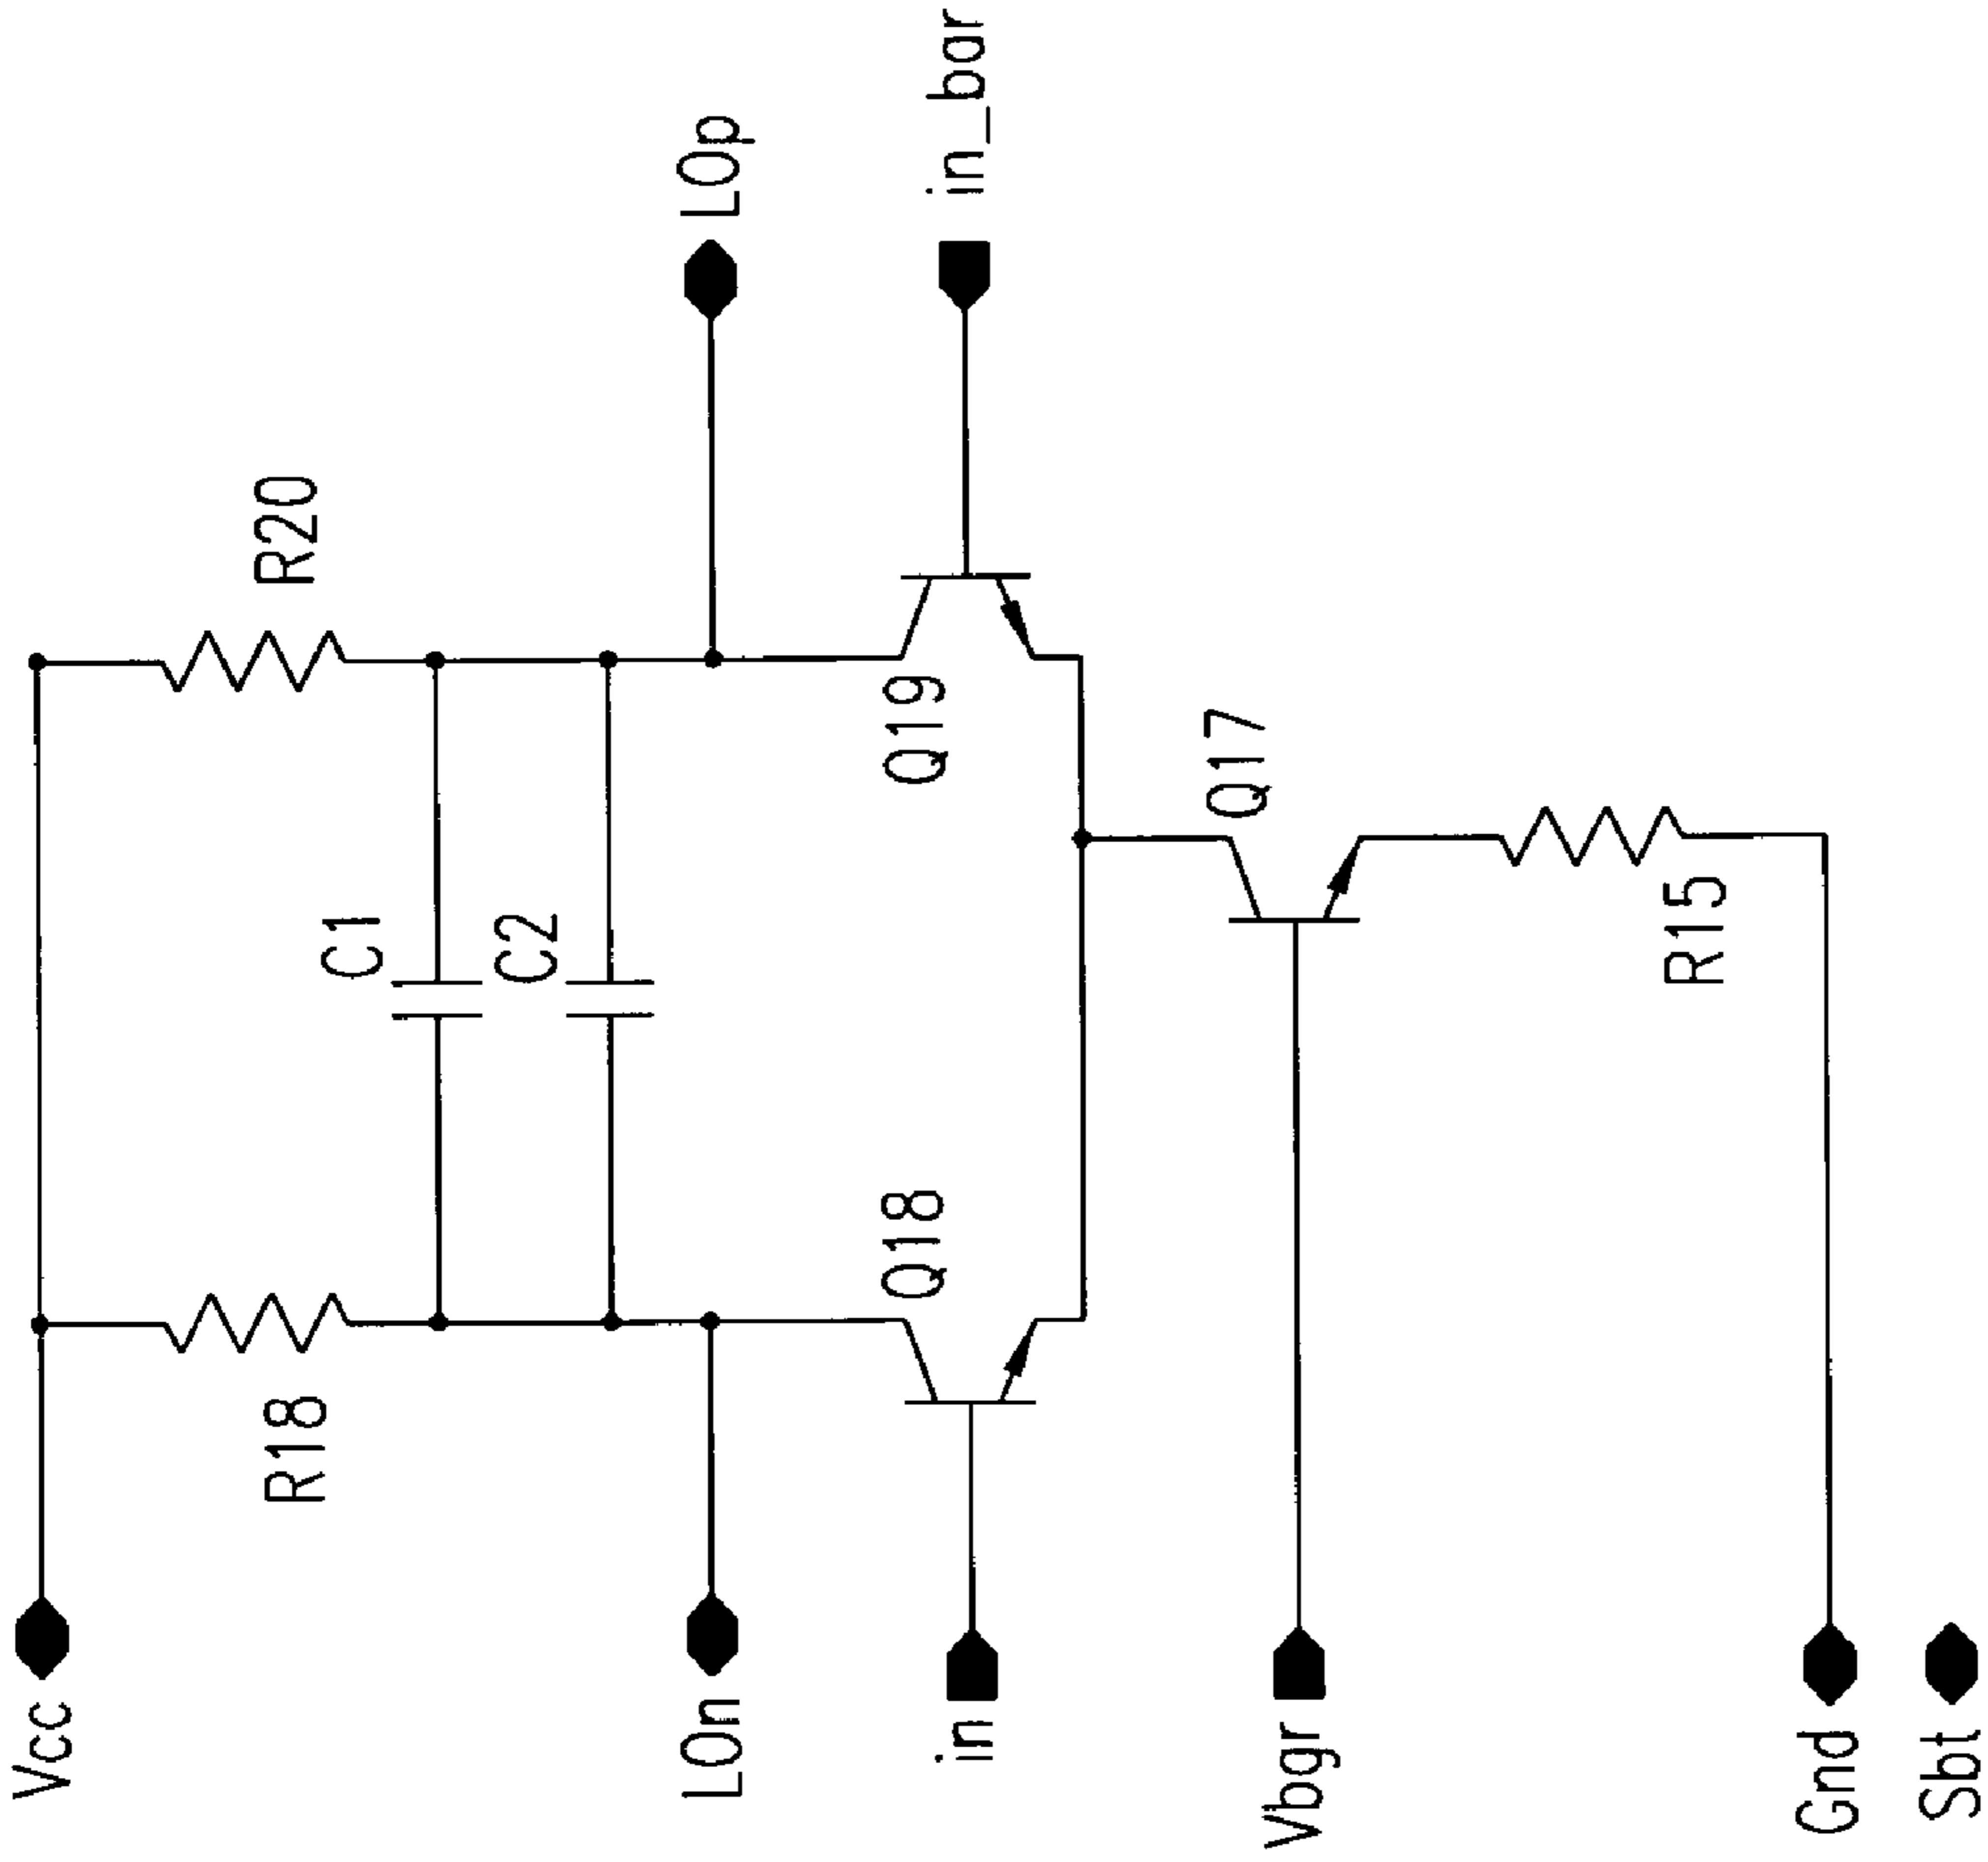 Vcc
R18
R20
C1
C2
LOn
LOp
Q18
Q19
in
in_bar
Q17
Vbgr
R15
Gnd
Sbt